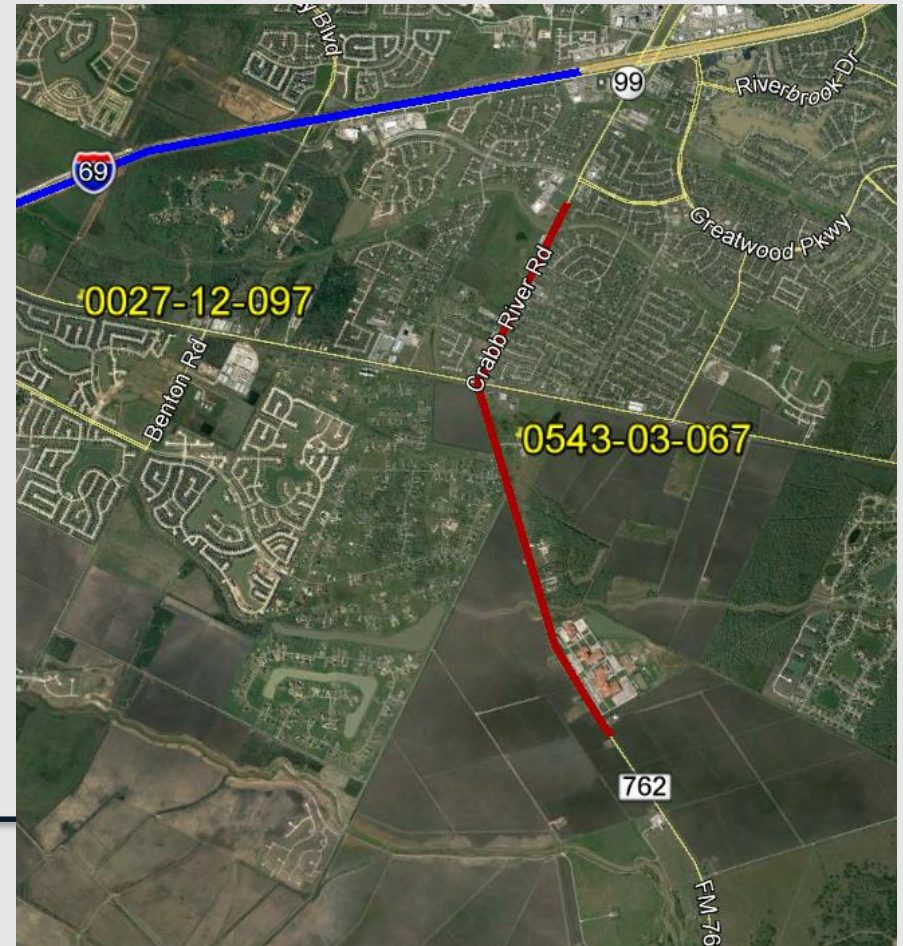 y Blvd
99
Riverbrook Dr
69
Greatwood Pkwy
Crabb River Rd
0027-12-097
Benton Rd
0543-03-067
762
FM 76